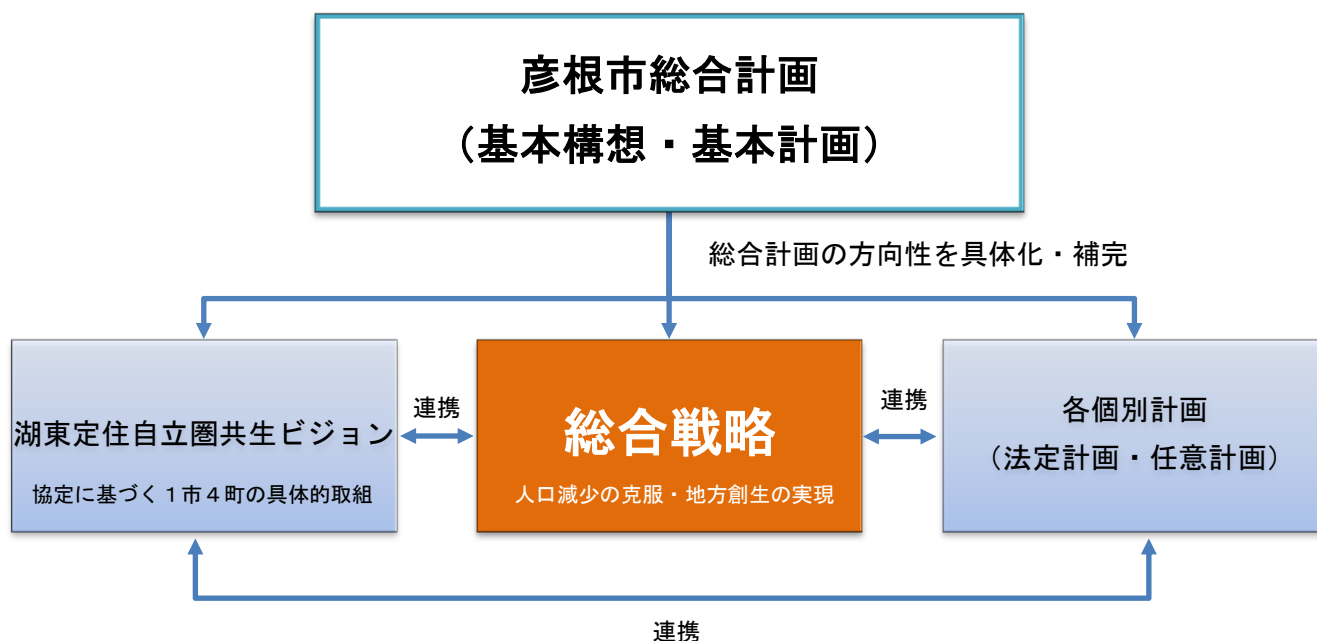 彦根市総合計画
（基本構想・基本計画）
総合計画の方向性を具体化・補完
湖東定住自立圏共生ビジョン
協定に基づく１市４町の具体的取組
連携
総合戦略
人口減少の克服・地方創生の実現
連携
各個別計画
（法定計画・任意計画）
連携